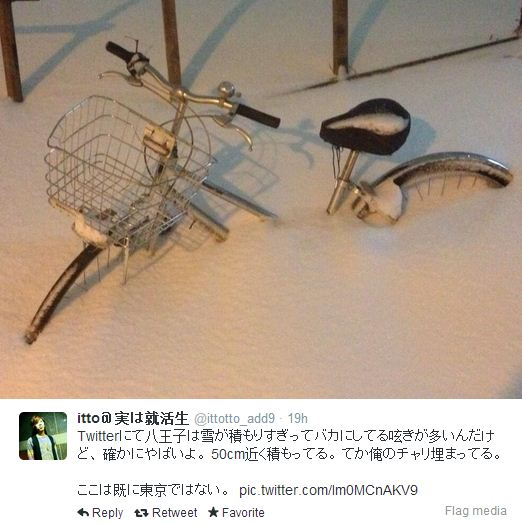 itto@実は就活生 @ittotto_add9 · 19h
Twitterにて八王子は雪が積もりすぎってバカにしてる呟きが多いんだけ
ど、確かにやばいよ。50cm近く積もってる。てか俺のチャリ埋まってる。
ここは既に東京ではない。 pic.twitter.com/lm0MCnAKV9
Reply Retweet Favorite Flag media